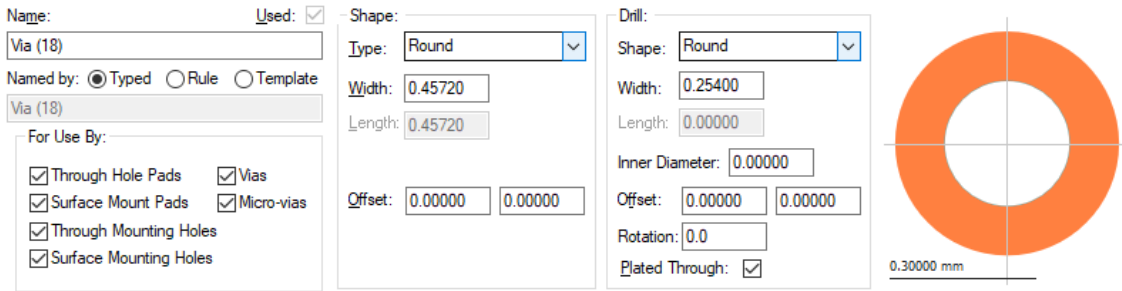 Name: Used:
Via (18)
Named by: Typed Rule Template
Via (18)
For Use By:
Through Hole Pads Vias
Surface Mount Pads Micro-vias
Through Mounting Holes
Surface Mounting Holes
Shape:
Type: Round
Width: 0.45720
Length: 0.45720
Offset: 0.00000 0.00000
Drill:
Shape: Round
Width: 0.25400
Length: 0.00000
Inner Diameter: 0.00000
Offset: 0.00000 0.00000
Rotation: 0.0
Plated Through:
0.30000 mm